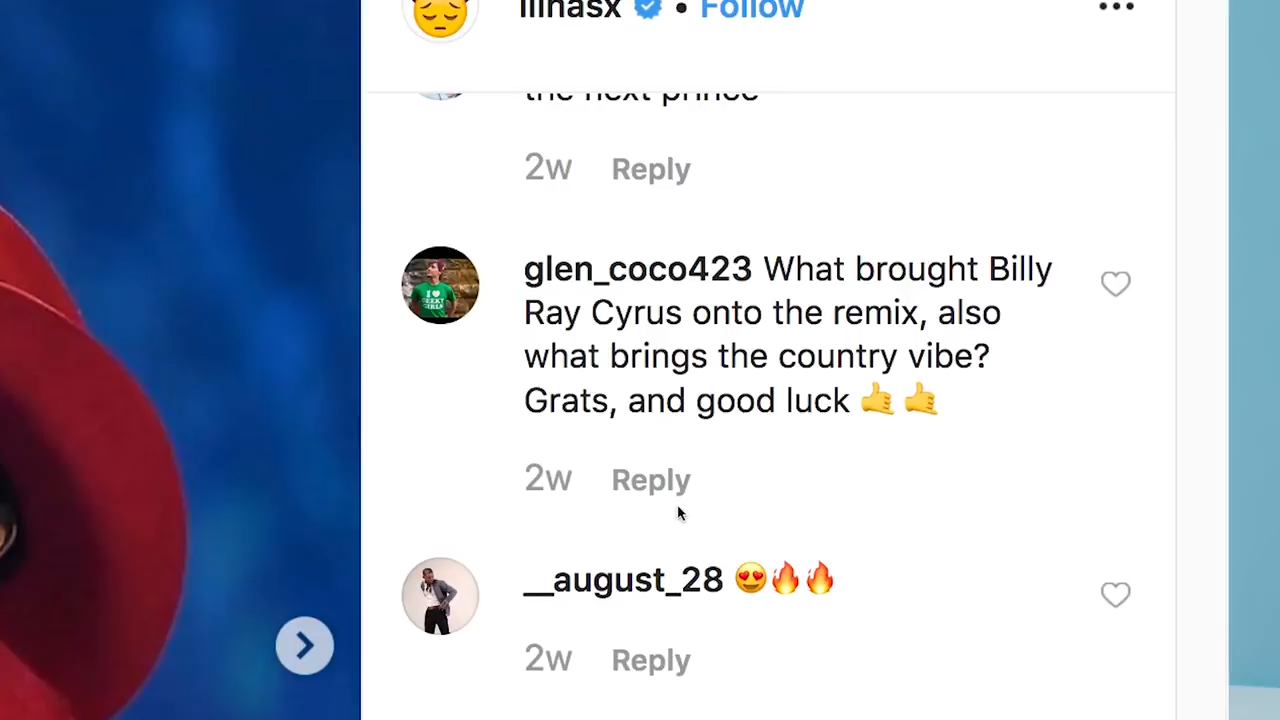 lilnasx • Follow •••
the next prince
2w Reply
glen_coco423 What brought Billy
Ray Cyrus onto the remix, also
what brings the country vibe?
Grats, and good luck 🤙 🤙
2w Reply
__august_28 😍🔥🔥
2w Reply